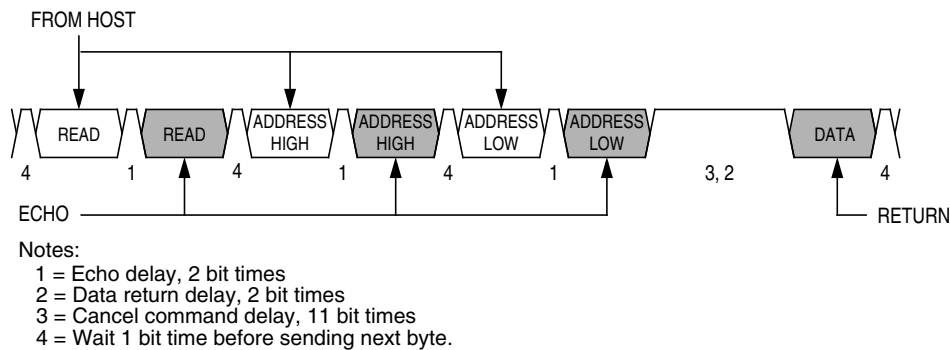 FROM HOST
READ READ ADDRESS HIGH ADDRESS HIGH ADDRESS LOW ADDRESS LOW DATA
4 1 4 1 4 1 3, 2 4
ECHO RETURN
Notes:
1 = Echo delay, 2 bit times
2 = Data return delay, 2 bit times
3 = Cancel command delay, 11 bit times
4 = Wait 1 bit time before sending next byte.